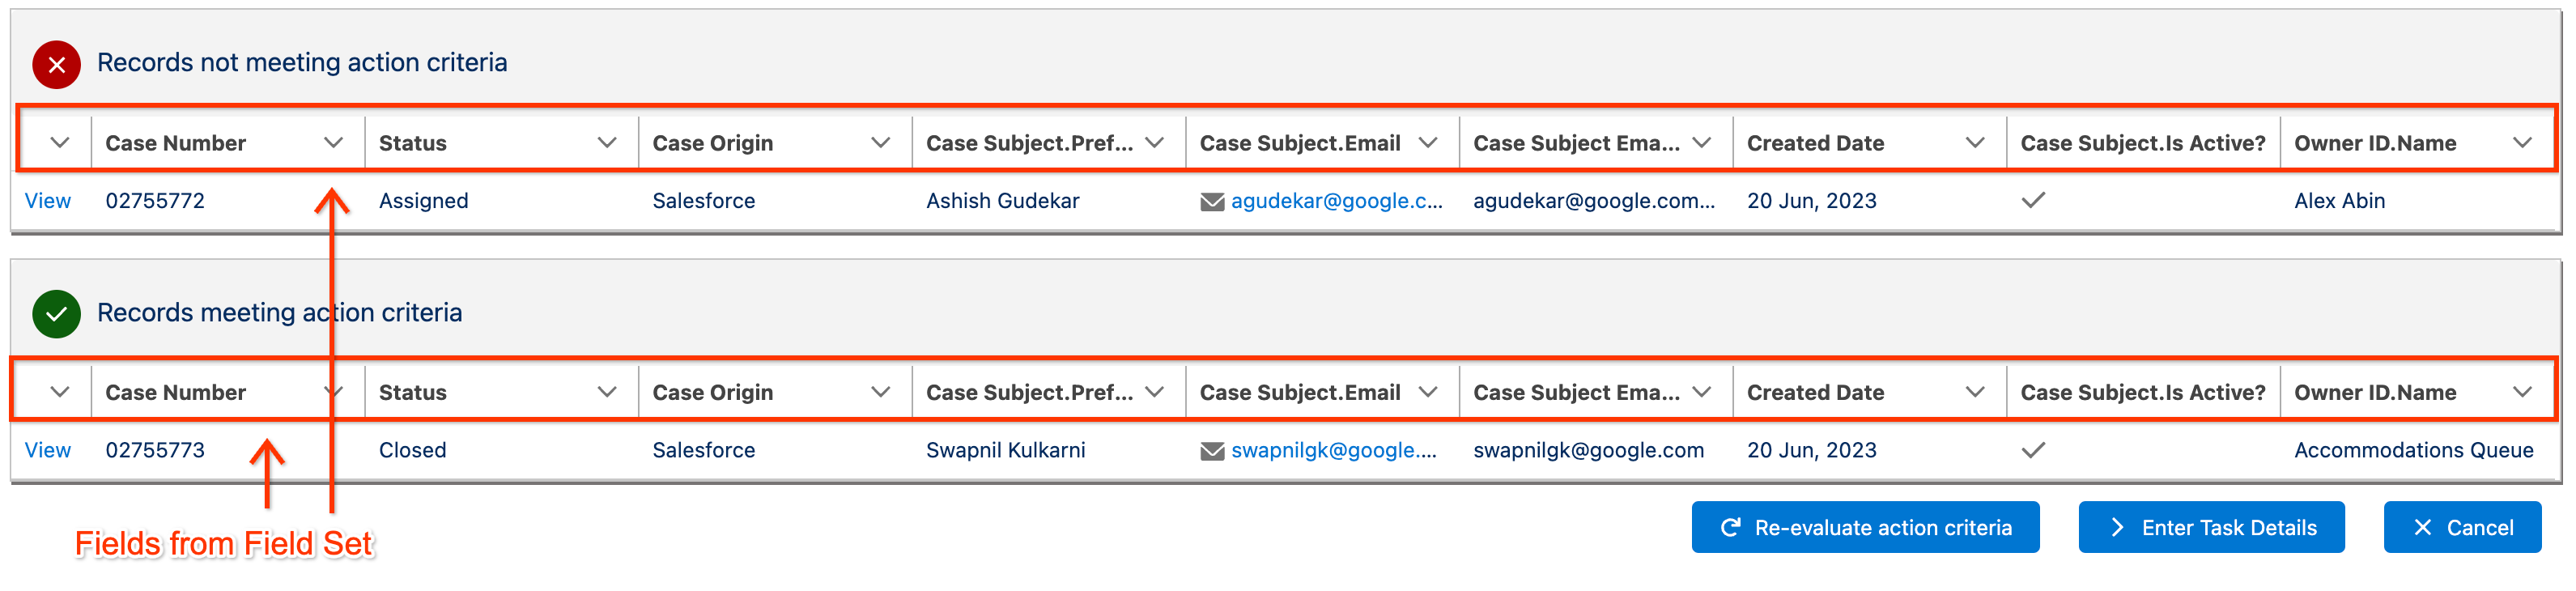 Records not meeting action criteria
Case Number Status Case Origin Case Subject.Pref... Case Subject.Email Case Subject Ema... Created Date Case Subject.Is Active? Owner ID.Name
View 02755772 Assigned Salesforce Ashish Gudekar agudekar@google.c... agudekar@google.com... 20 Jun, 2023 Alex Abin
Records meeting action criteria
Case Number Status Case Origin Case Subject.Pref... Case Subject.Email Case Subject Ema... Created Date Case Subject.Is Active? Owner ID.Name
View 02755773 Closed Salesforce Swapnil Kulkarni swapnilgk@google.... swapnilgk@google.com 20 Jun, 2023 Accommodations Queue
Re-evaluate action criteria Enter Task Details Cancel
Fields from Field Set